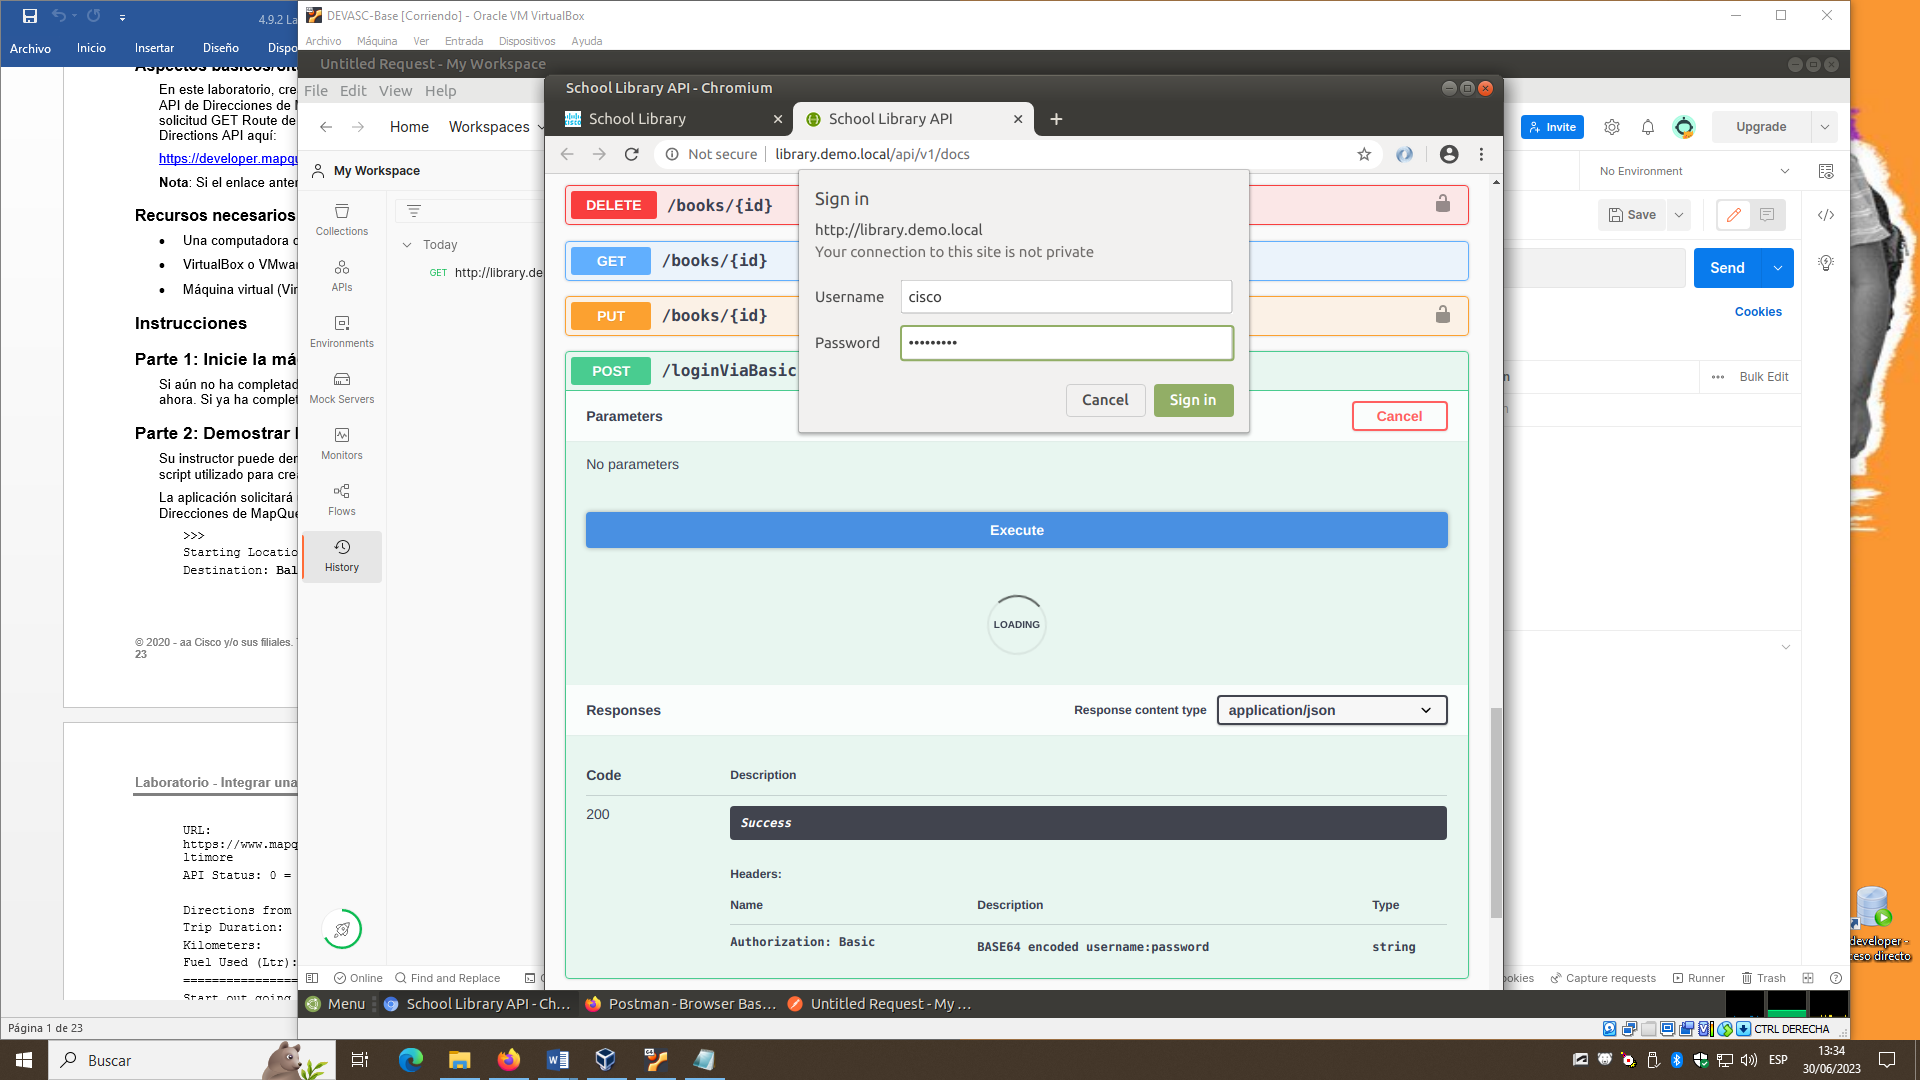 4.9.2 La
Archivo
Inicio
Insertar
Diseño
Dispo
En este laboratorio, cre
API de Direcciones de M
solicitud GET Route de
Directions API aquí:
https://developer.mapqu
Nota: Si el enlace anter
Recursos necesarios
Una computadora c
VirtualBox o VMwar
Máquina virtual (Vir
Instrucciones
Parte 1: Inicie la má
Si aún no ha completad
ahora. Si ya ha complet
Parte 2: Demostrar l
Su instructor puede der
script utilizado para crea
La aplicación solicitará
Direcciones de MapQue
>>>
Starting Locatio
Destination: Bal
© 2020 - aa Cisco y/o sus filiales.
23
Laboratorio - Integrar una
URL:
https://www.mapq
ltimore
API Status: 0 =
Directions from
Trip Duration:
Kilometers:
Fuel Used (Ltr):
=================
Start out going
Página 1 de 23
DEVASC-Base [Corriendo] - Oracle VM VirtualBox
Archivo
Máquina
Ver
Entrada
Dispositivos
Ayuda
Untitled Request - My Workspace
File
Edit
View
Help
Home
Workspaces
Invite
Upgrade
My Workspace
No Environment
Collections
APIs
Environments
Mock Servers
Monitors
Flows
History
Today
GET http://library.de
Save
Send
Cookies
Bulk Edit
Online
Find and Replace
Capture requests
Runner
Trash
School Library API - Chromium
School Library
School Library API
Not secure
library.demo.local/api/v1/docs
DELETE /books/{id}
GET /books/{id}
PUT /books/{id}
POST /loginViaBasic
Sign in
http://library.demo.local
Your connection to this site is not private
Username cisco
Password •••••••••
Cancel
Sign in
Parameters
Cancel
No parameters
Execute
LOADING
Responses
Response content type
application/json
Code
Description
200
Success
Headers:
Name
Description
Type
Authorization: Basic
BASE64 encoded username:password
string
Menu
School Library API - Ch...
Postman - Browser Bas...
Untitled Request - My ...
CTRL DERECHA
developer -
ceso directo
Buscar
ESP
13:34
30/06/2023